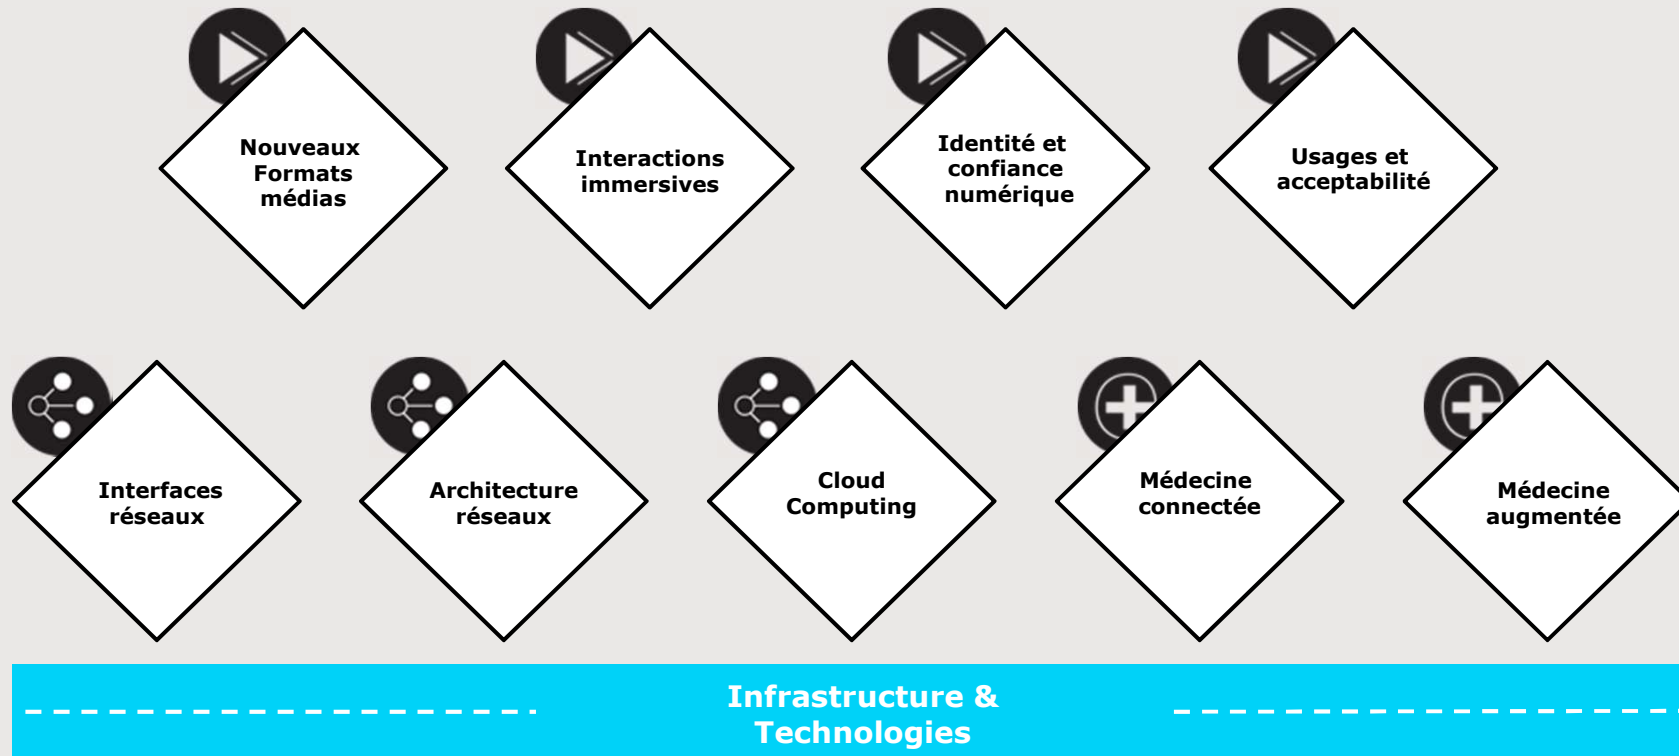 Nouveaux
Formats
médias
Interactions
immersives
Identité et
confiance
numérique
Usages et
acceptabilité
Interfaces
réseaux
Architecture
réseaux
Cloud
Computing
Médecine
connectée
Médecine
augmentée
Infrastructure &
Technologies